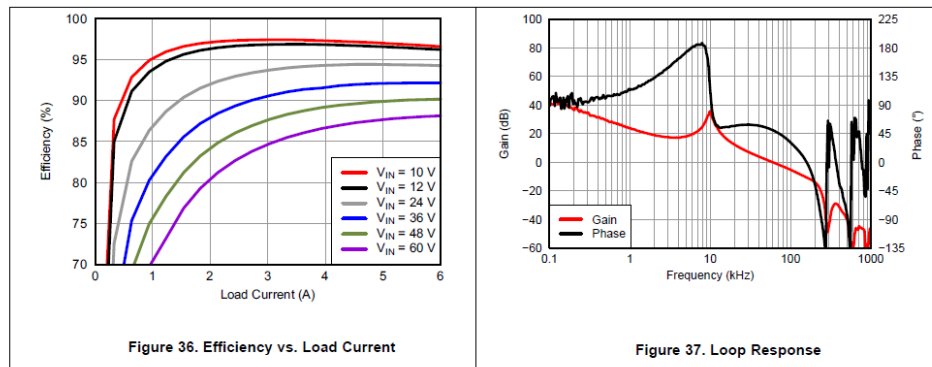 100
95
90
85
80
75
70
Efficiency (%)
0 1 2 3 4 5 6
Load Current (A)
VIN = 10 V
VIN = 12 V
VIN = 24 V
VIN = 36 V
VIN = 48 V
VIN = 60 V
Figure 36. Efficiency vs. Load Current
100
80
60
40
20
0
−20
−40
−60
Gain (dB)
225
180
135
90
45
0
−45
−90
−135
Phase (°)
Gain
Phase
0.1 1 10 100 1000
Frequency (kHz)
Figure 37. Loop Response